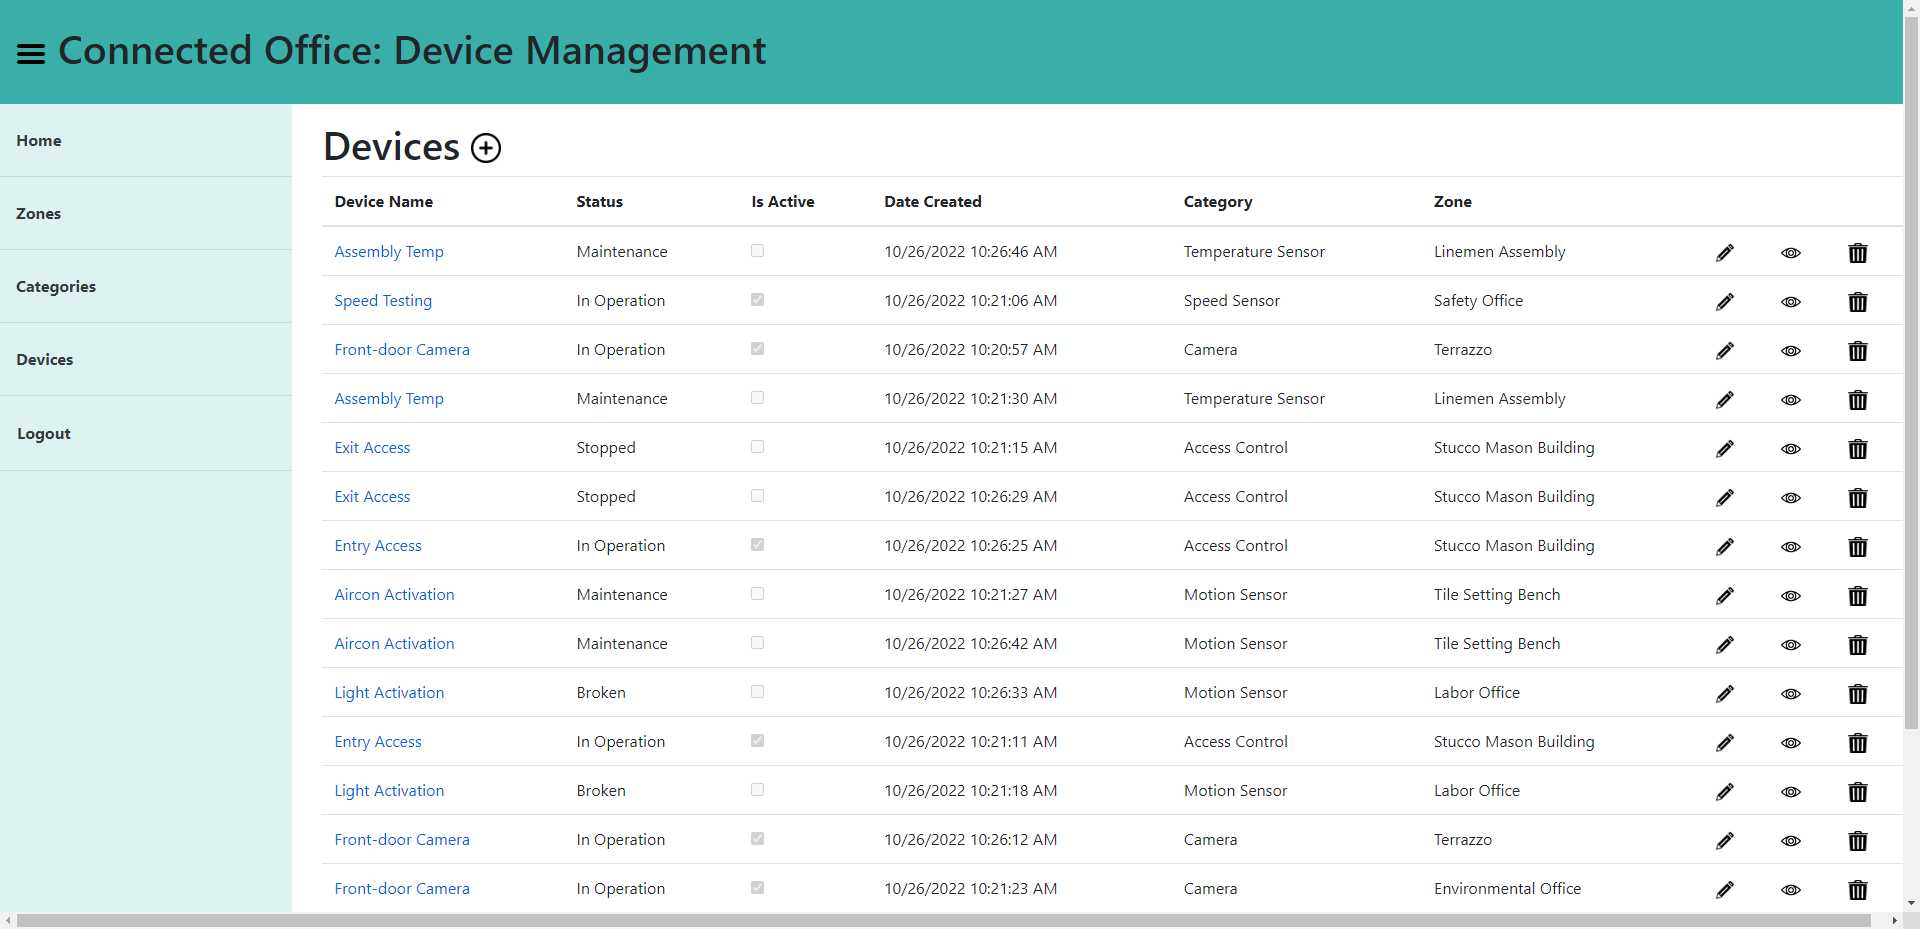 Connected Office: Device Management
Home
Zones
Categories
Devices
Logout
Devices
Device Name Status Is Active Date Created Category Zone
Assembly Temp Maintenance 10/26/2022 10:26:46 AM Temperature Sensor Linemen Assembly
Speed Testing In Operation 10/26/2022 10:21:06 AM Speed Sensor Safety Office
Front-door Camera In Operation 10/26/2022 10:20:57 AM Camera Terrazzo
Assembly Temp Maintenance 10/26/2022 10:21:30 AM Temperature Sensor Linemen Assembly
Exit Access Stopped 10/26/2022 10:21:15 AM Access Control Stucco Mason Building
Exit Access Stopped 10/26/2022 10:26:29 AM Access Control Stucco Mason Building
Entry Access In Operation 10/26/2022 10:26:25 AM Access Control Stucco Mason Building
Aircon Activation Maintenance 10/26/2022 10:21:27 AM Motion Sensor Tile Setting Bench
Aircon Activation Maintenance 10/26/2022 10:26:42 AM Motion Sensor Tile Setting Bench
Light Activation Broken 10/26/2022 10:26:33 AM Motion Sensor Labor Office
Entry Access In Operation 10/26/2022 10:21:11 AM Access Control Stucco Mason Building
Light Activation Broken 10/26/2022 10:21:18 AM Motion Sensor Labor Office
Front-door Camera In Operation 10/26/2022 10:26:12 AM Camera Terrazzo
Front-door Camera In Operation 10/26/2022 10:21:23 AM Camera Environmental Office